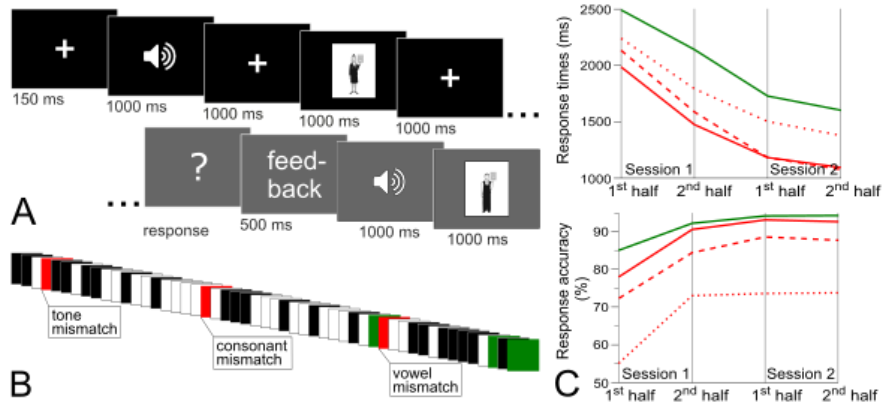 150 ms
1000 ms
1000 ms
1000 ms
1000 ms
?
feed-
back
response
500 ms
1000 ms
1000 ms
A
tone
mismatch
consonant
mismatch
vowel
mismatch
B
Response times (ms)
2500
2000
1500
1000
Session 1
Session 2
1st half
2nd half
1st half
2nd half
Response accuracy
(%)
90
80
70
60
50
Session 1
Session 2
1st half
2nd half
1st half
2nd half
C